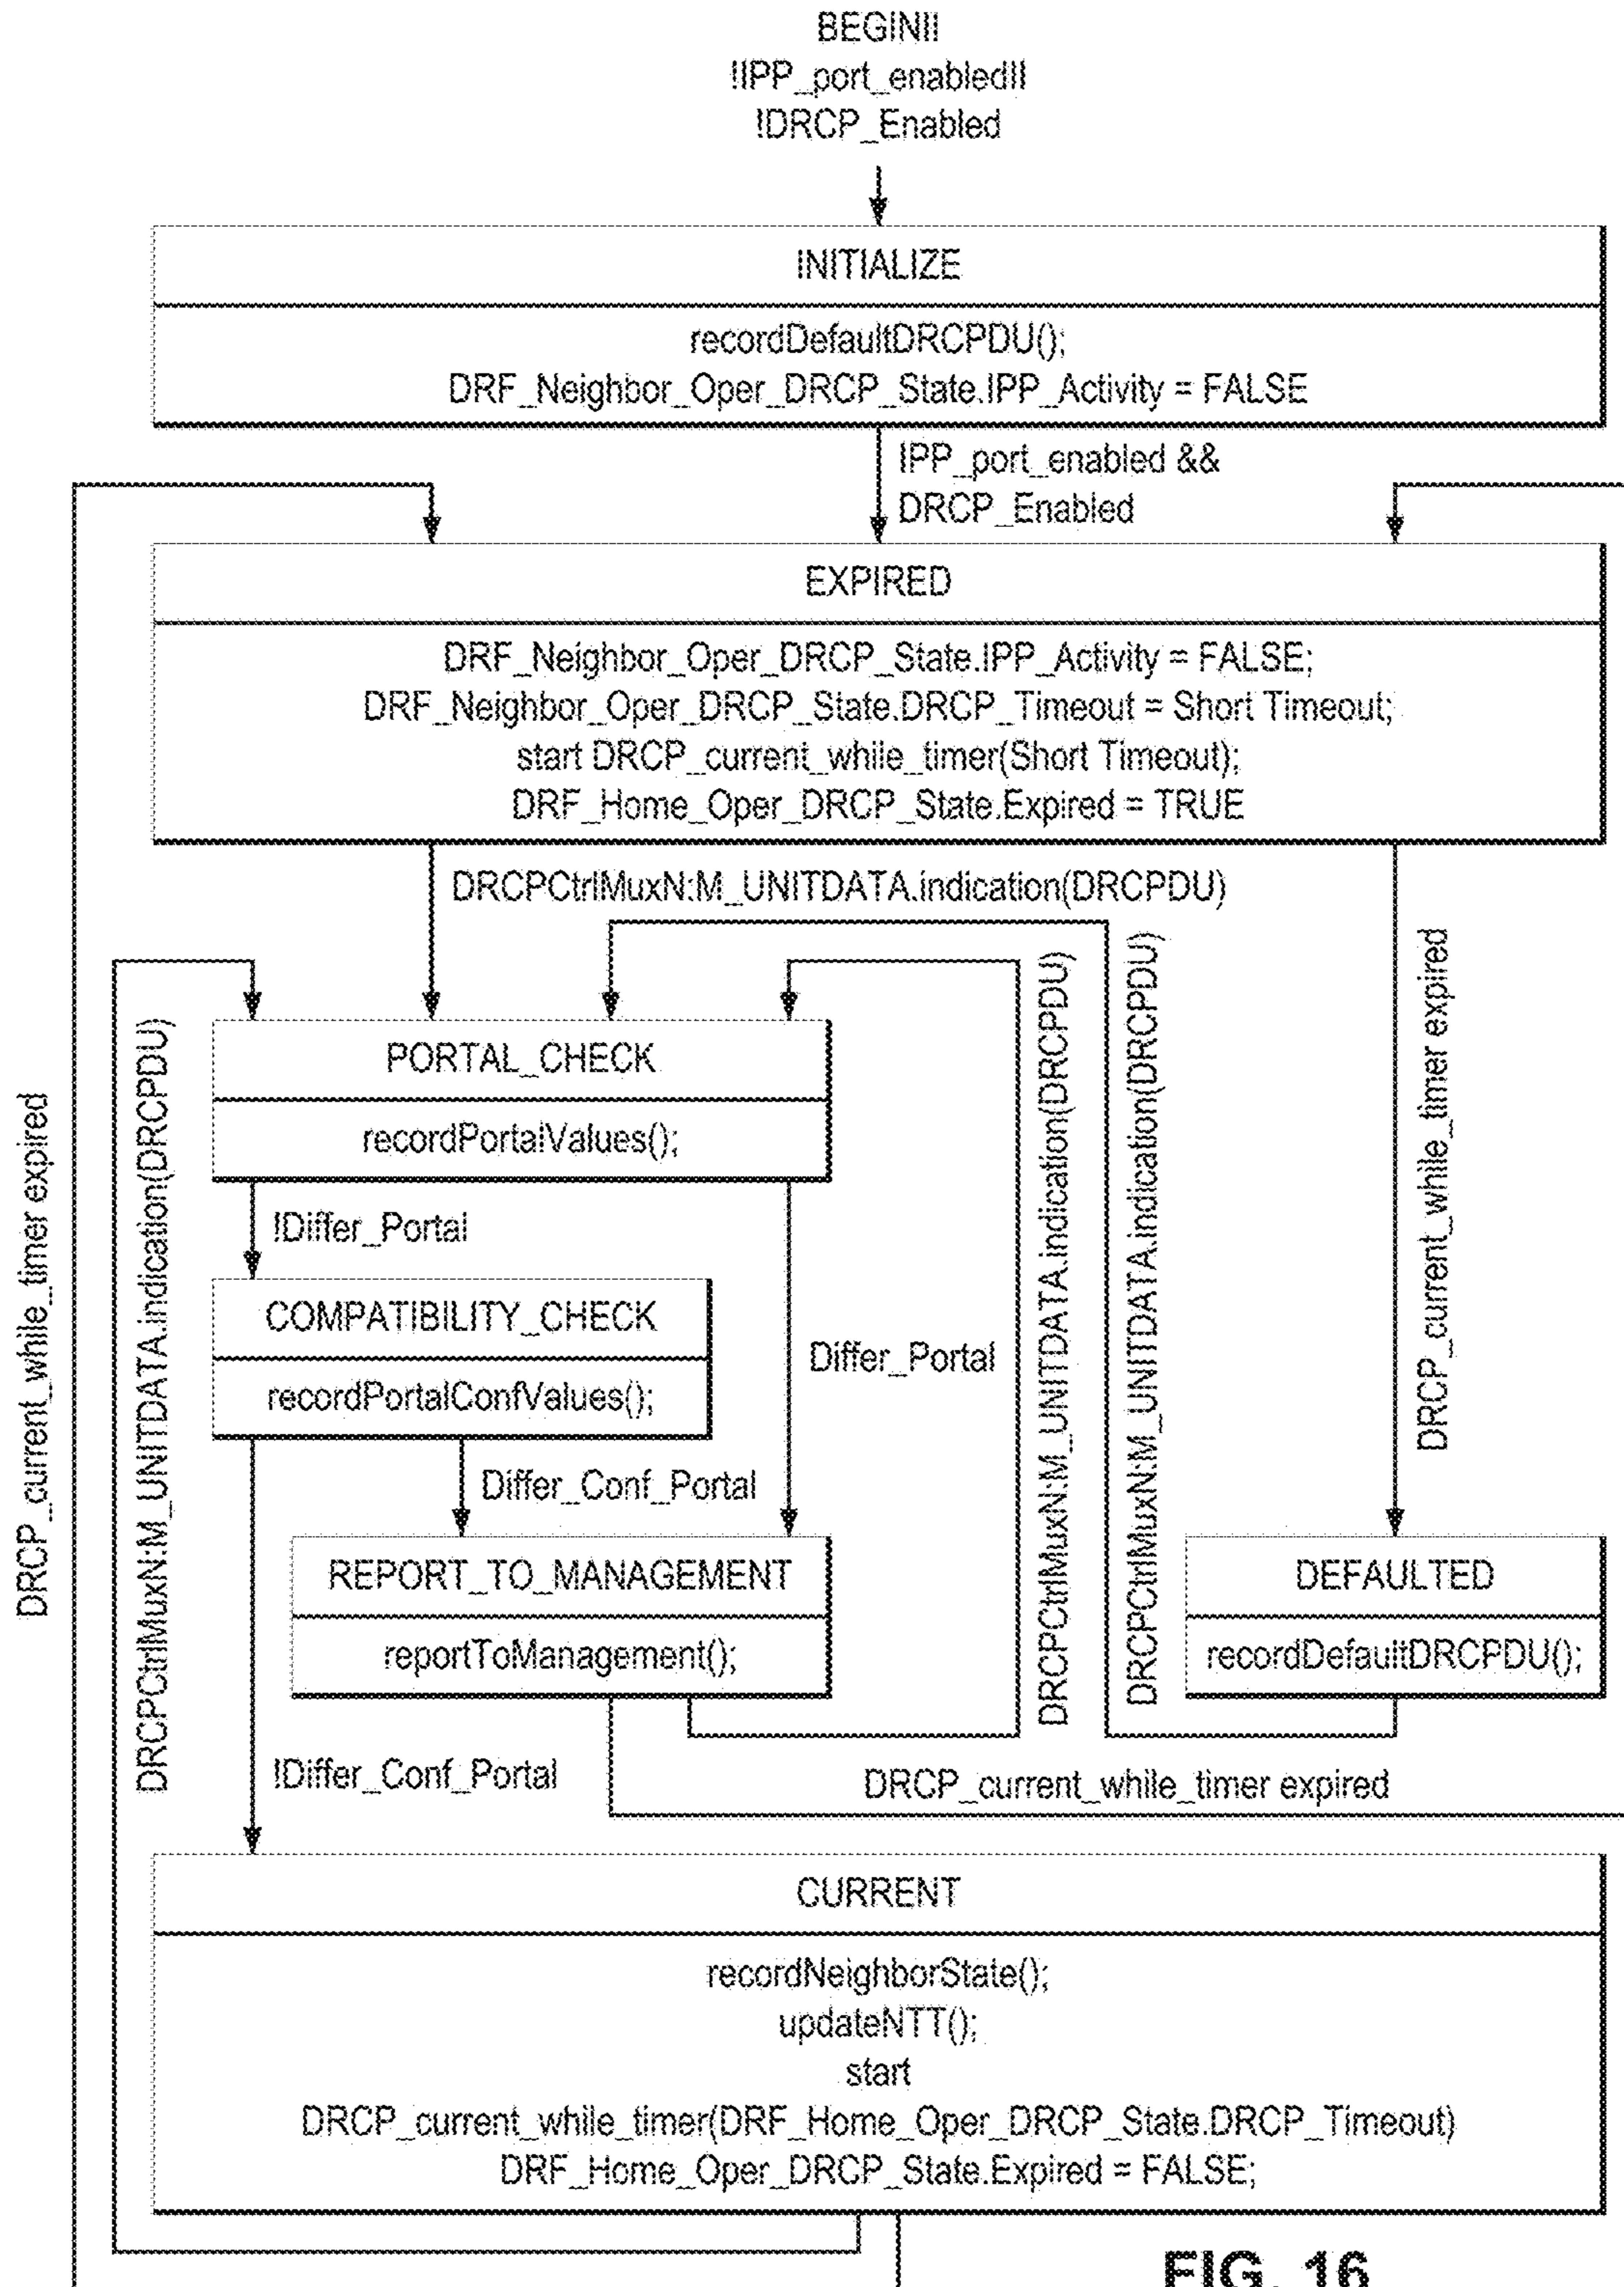 BEGIN||
!IPP_port_enabled||
!DRCP_Enabled
INITIALIZE
recordDefaultDRCPDU();
DRF_Neighbor_Oper_DRCP_State.IPP_Activity = FALSE
IPP_port_enabled &&
DRCP_Enabled
EXPIRED
DRF_Neighbor_Oper_DRCP_State.IPP_Activity = FALSE;
DRF_Neighbor_Oper_DRCP_State.DRCP_Timeout = Short Timeout;
start DRCP_current_while_timer(Short Timeout);
DRF_Home_Oper_DRCP_State.Expired = TRUE
DRCPCtrlMuxN:M_UNITDATA.indication(DRCPDU)
DRCP_current_while_timer expired
DRCPCtrlMuxN:M_UNITDATA.indication(DRCPDU)
PORTAL_CHECK
recordPortalValues();
!Differ_Portal
COMPATIBILITY_CHECK
recordPortalConfValues();
Differ_Portal
Differ_Conf_Portal
REPORT_TO_MANAGEMENT
reportToManagement();
DRCPCtrlMuxN:M_UNITDATA.indication(DRCPDU)
DRCPCtrlMuxN:M_UNITDATA.indication(DRCPDU)
DRCP_current_while_timer expired
DEFAULTED
recordDefaultDRCPDU();
!Differ_Conf_Portal
DRCP_current_while_timer expired
CURRENT
recordNeighborState();
updateNTT();
start
DRCP_current_while_timer(DRF_Home_Oper_DRCP_State.DRCP_Timeout)
DRF_Home_Oper_DRCP_State.Expired = FALSE;
FIG. 16